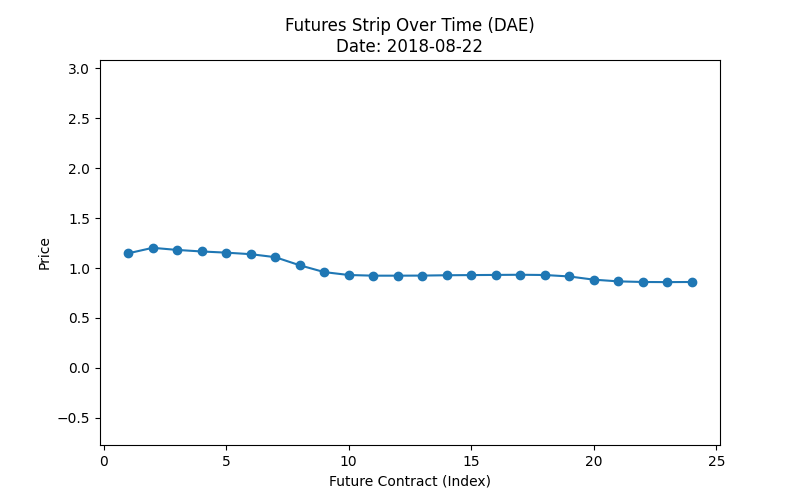 Futures Strip Over Time (DAE)
Date: 2018-08-22
Price
3.0
2.5
2.0
1.5
1.0
0.5
0.0
−0.5
0 5 10 15 20 25
Future Contract (Index)